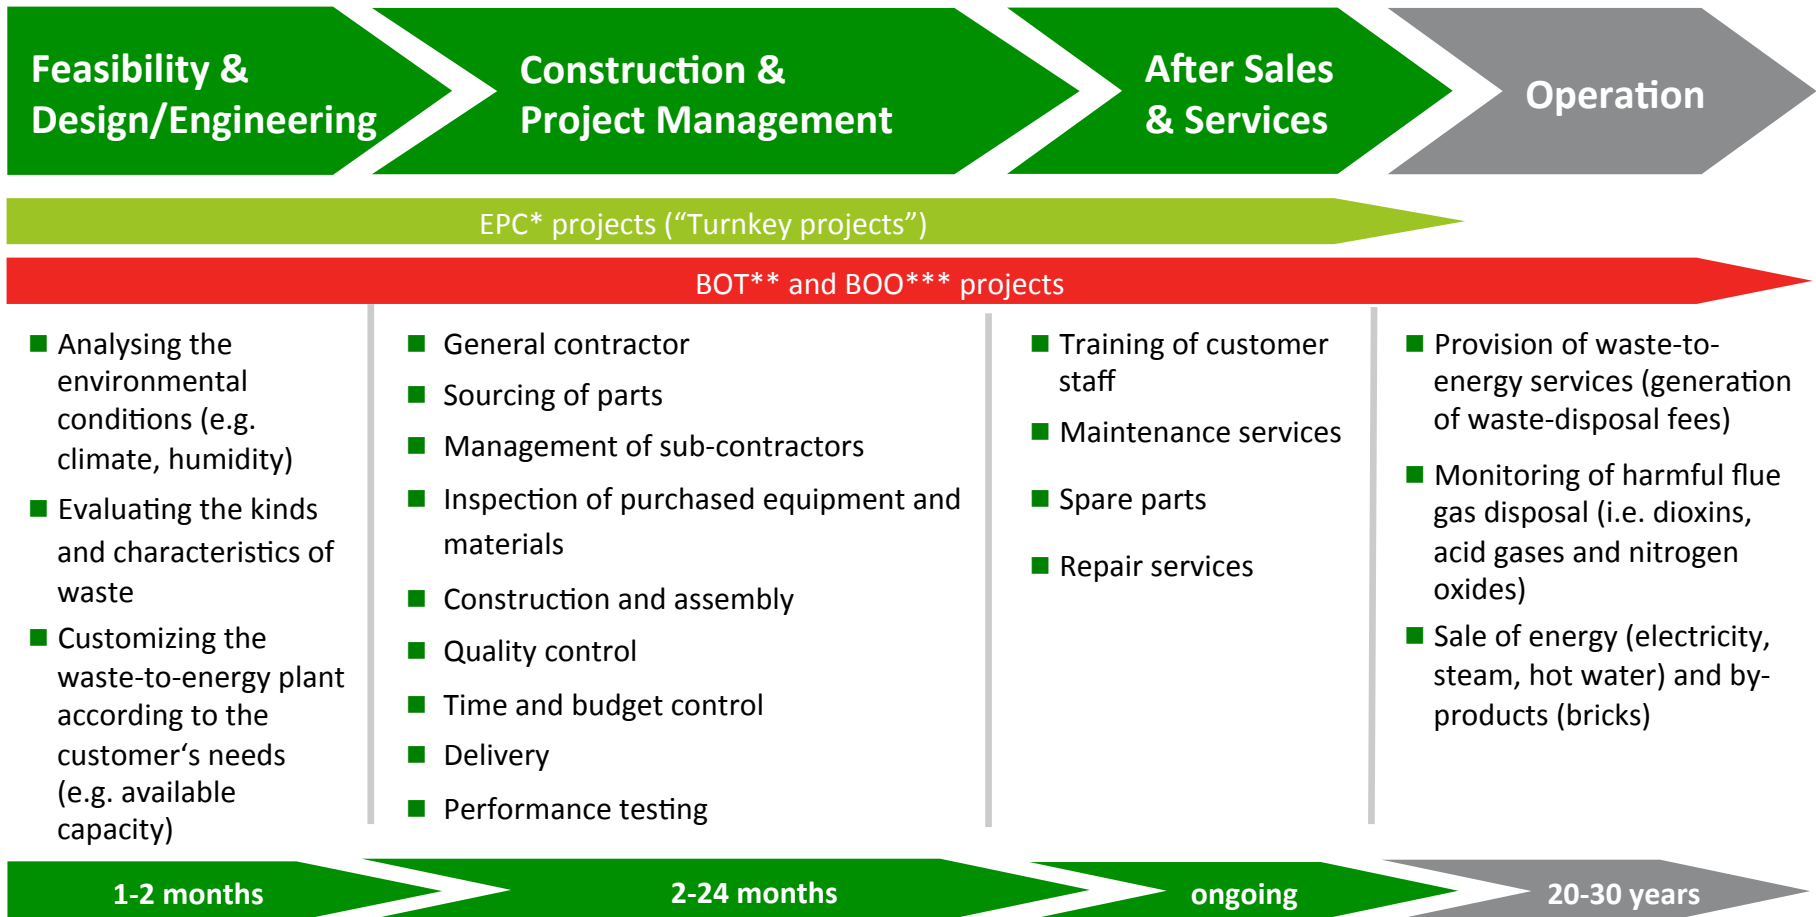 Feasibility &
Design/Engineering
Construction &
Project Management
After Sales
& Services
Operation
EPC* projects (“Turnkey projects”)
BOT** and BOO*** projects
Analysing the
environmental
conditions (e.g.
climate, humidity)
Evaluating the kinds
and characteristics of
waste
Customizing the
waste-to-energy plant
according to the
customer‘s needs
(e.g. available
capacity)
General contractor
Sourcing of parts
Management of sub-contractors
Inspection of purchased equipment and
materials
Construction and assembly
Quality control
Time and budget control
Delivery
Performance testing
Training of customer
staff
Maintenance services
Spare parts
Repair services
Provision of waste-to-
energy services (generation
of waste-disposal fees)
Monitoring of harmful flue
gas disposal (i.e. dioxins,
acid gases and nitrogen
oxides)
Sale of energy (electricity,
steam, hot water) and by-
products (bricks)
1-2 months
2-24 months
ongoing
20-30 years